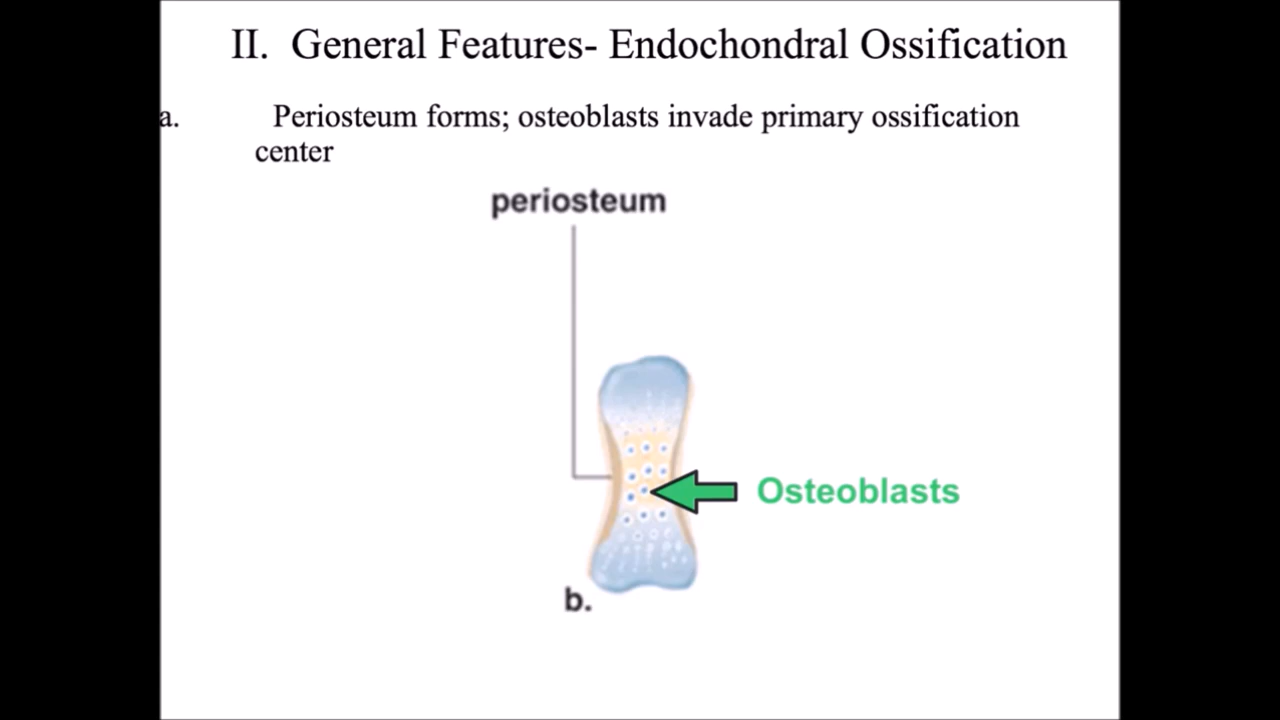 II. General Features- Endochondral Ossification
a. Periosteum forms; osteoblasts invade primary ossification
center
periosteum
Osteoblasts
b.